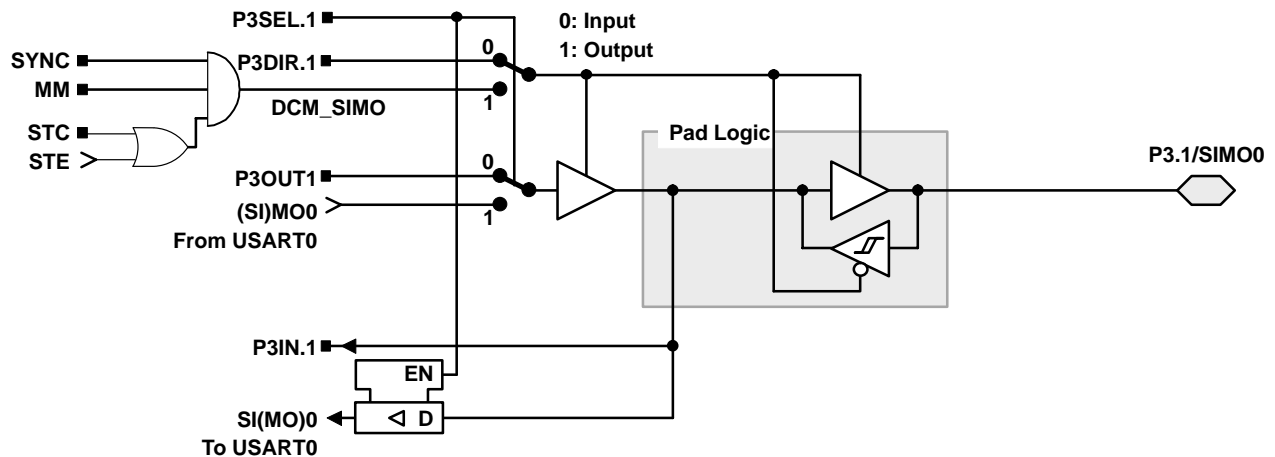 P3SEL.1
0: Input
1: Output
SYNC
P3DIR.1
0
MM
1
DCM_SIMO
STC
STE
Pad Logic
P3.1/SIMO0
P3OUT1
0
(SI)MO0
1
From USART0
P3IN.1
EN
SI(MO)0
D
To USART0